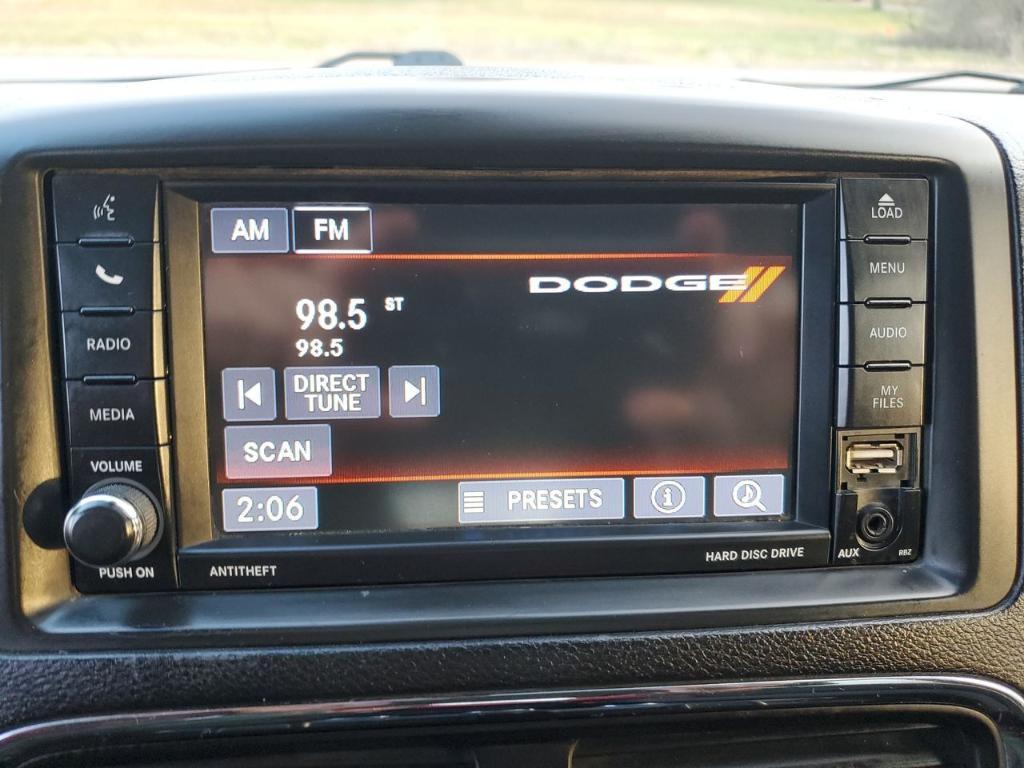 AM FM
DODGE
98.5 ST
98.5
DIRECT
TUNE
SCAN
2:06
PRESETS
i
RADIO
MEDIA
VOLUME
PUSH ON
ANTITHEFT
HARD DISC DRIVE
LOAD
MENU
AUDIO
MY
FILES
AUX
RBZ